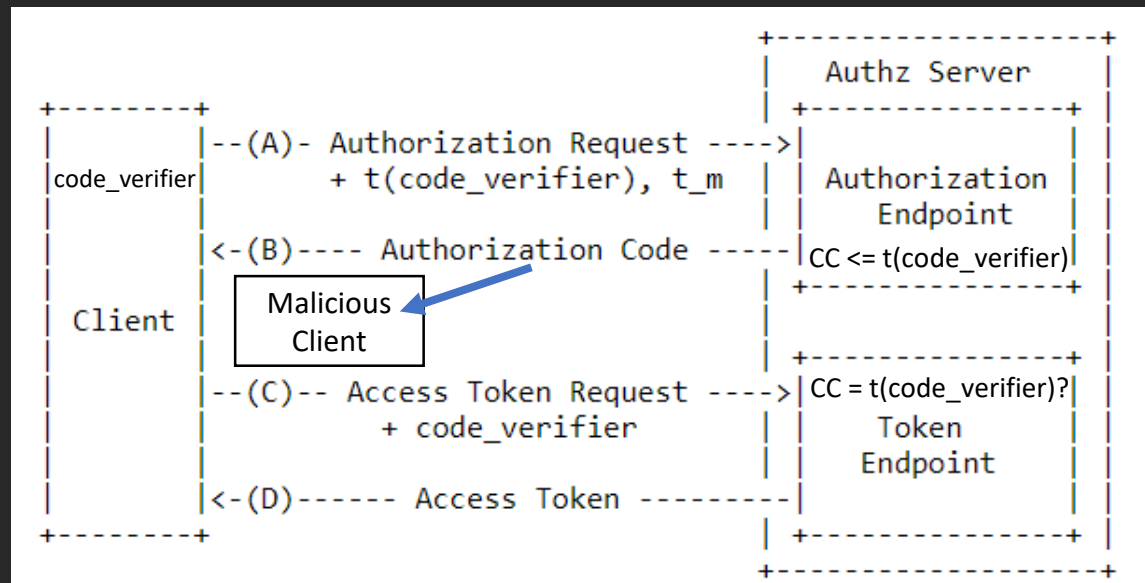 Authz Server
--(A)- Authorization Request ---->
code_verifier
+ t(code_verifier), t_m
Authorization
Endpoint
<-(B)---- Authorization Code -----
CC <= t(code_verifier)
Malicious
Client
Client
--(C)-- Access Token Request ---->
CC = t(code_verifier)?
+ code_verifier
Token
Endpoint
<-(D)------ Access Token ---------